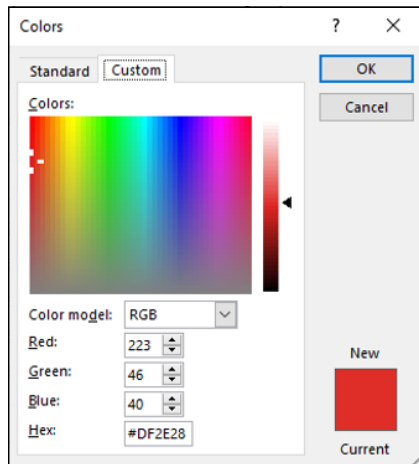 Colors ?
Standard Custom OK
Cancel
Colors:
Color model: RGB
Red: 223
Green: 46
Blue: 40
Hex: #DF2E28
New
Current